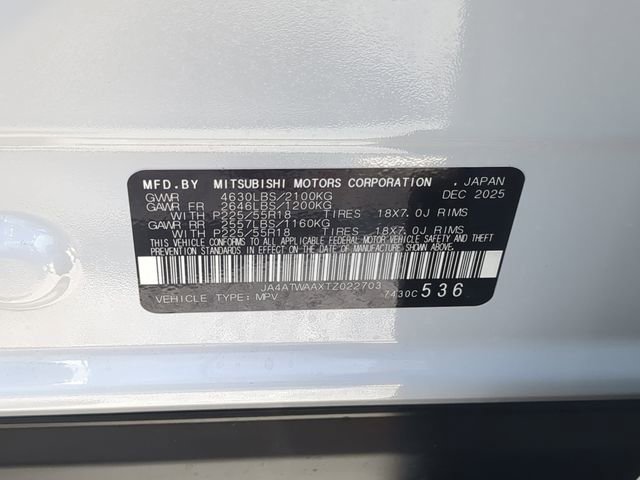 MFD.BY MITSUBISHI MOTORS CORPORATION , JAPAN
GVWR 4630LBS/2100KG DEC 2025
GAWR FR 2646LBS/1200KG
WITH P225/55R18 TIRES 18X7.0J RIMS
GAWR RR 2557LBS/1160KG
WITH P225/55R18 TIRES 18X7.0J RIMS
THIS VEHICLE CONFORMS TO ALL APPLICABLE FEDERAL MOTOR VEHICLE SAFETY, BUMPER, AND THEFT
PREVENTION STANDARDS IN EFFECT ON THE DATE OF MANUFACTURE SHOWN ABOVE.
JA4ATWAAXTZ022703
VEHICLE TYPE: MPV 7430C 536